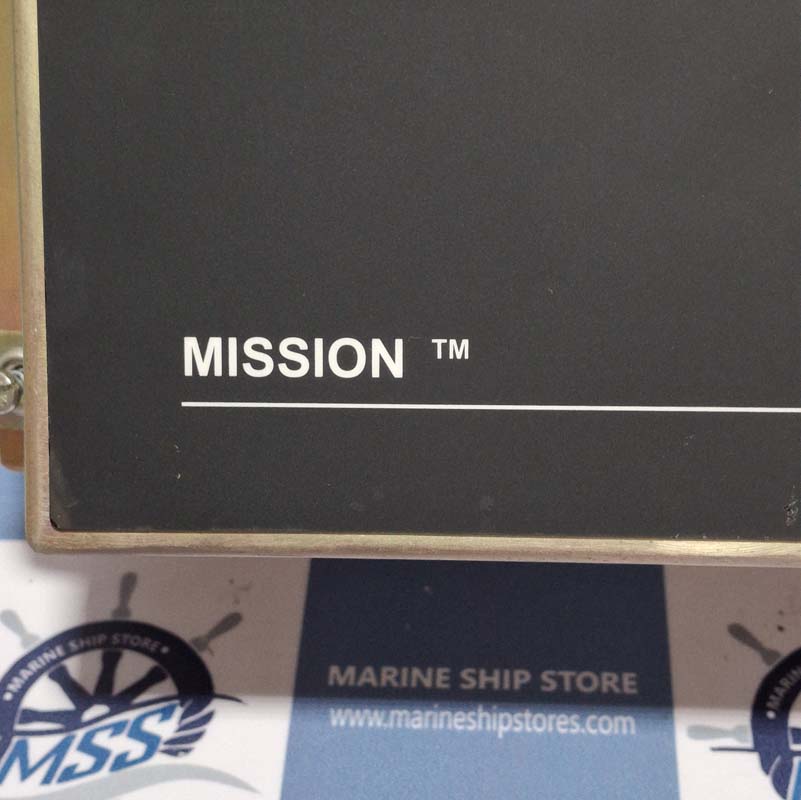 MISSION ™
• MARINE SHIP STORE •
MSS
MARINE SHIP STORE
www.marineshipstores.com